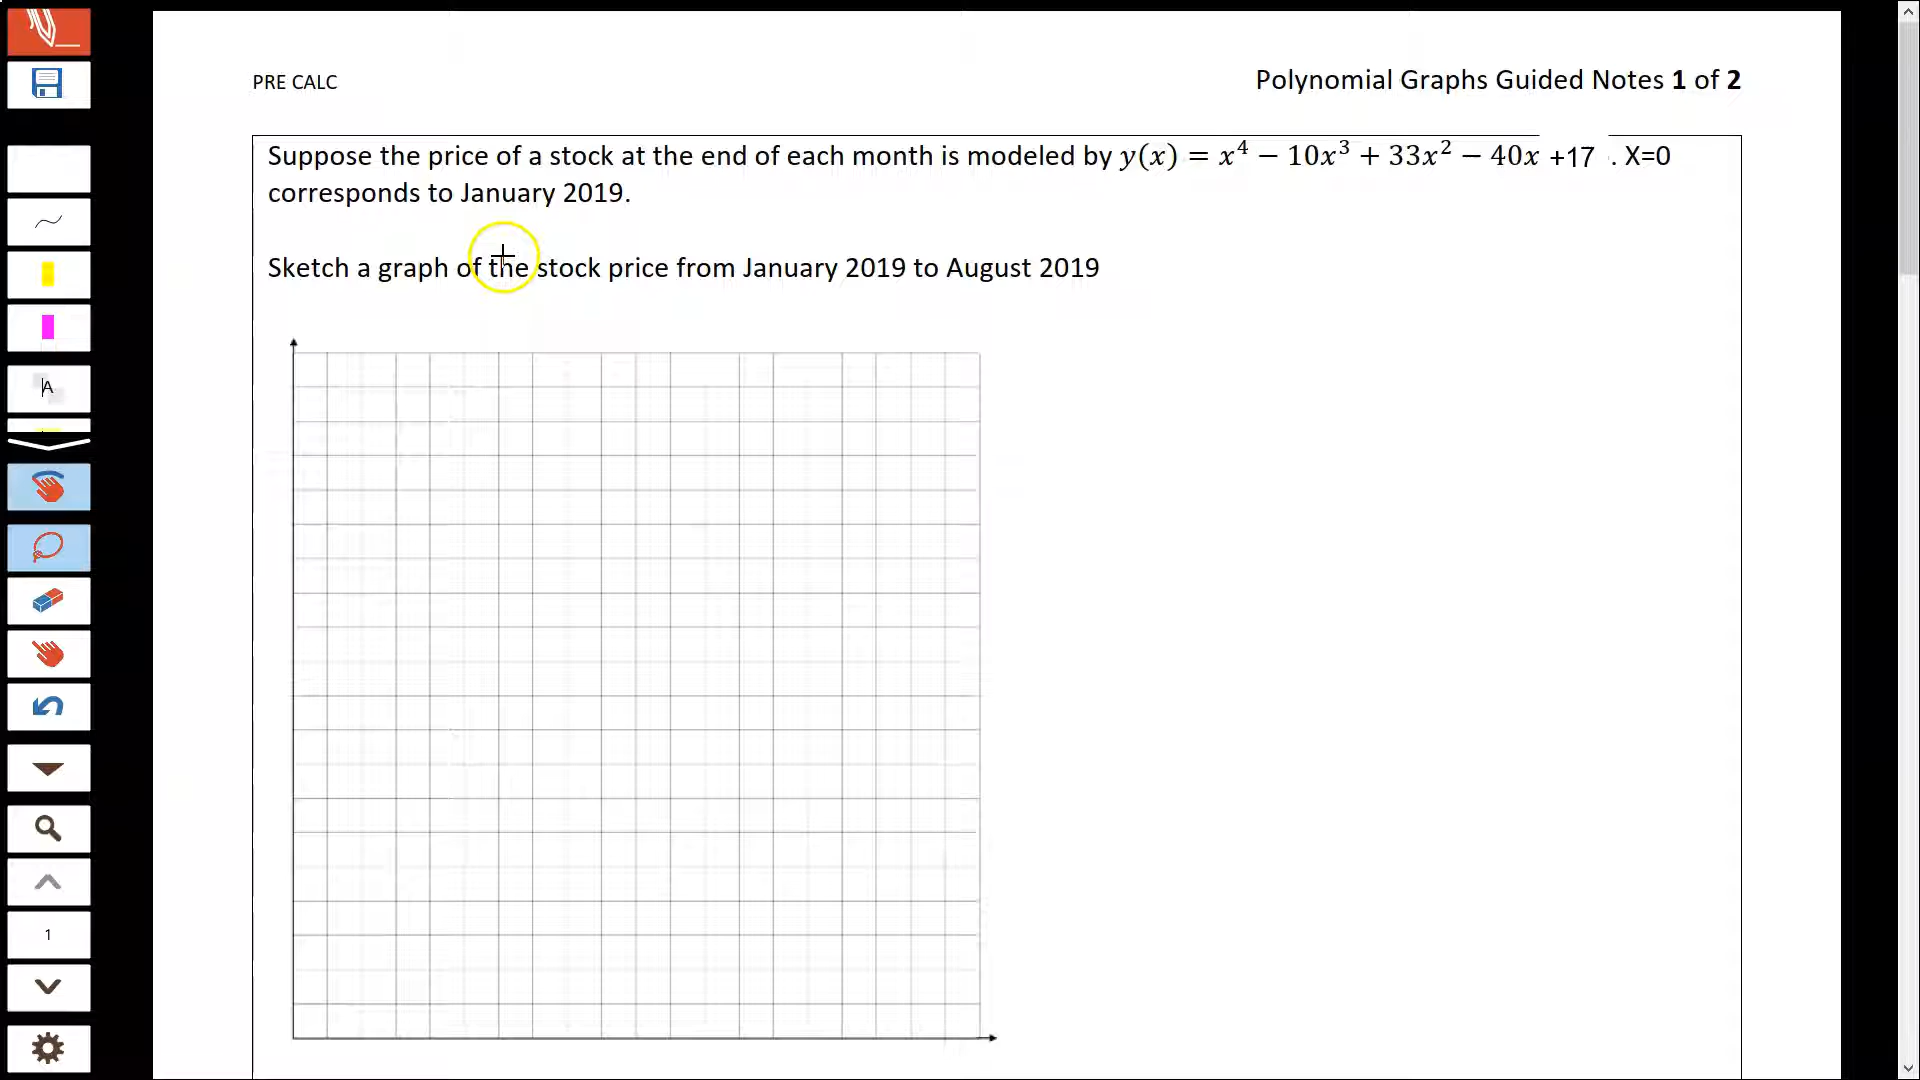 PRE CALC
Polynomial Graphs Guided Notes 1 of 2
Suppose the price of a stock at the end of each month is modeled by y(x) = x⁴ − 10x³ + 33x² − 40x +17 . X=0
corresponds to January 2019.
Sketch a graph of the stock price from January 2019 to August 2019
A
1